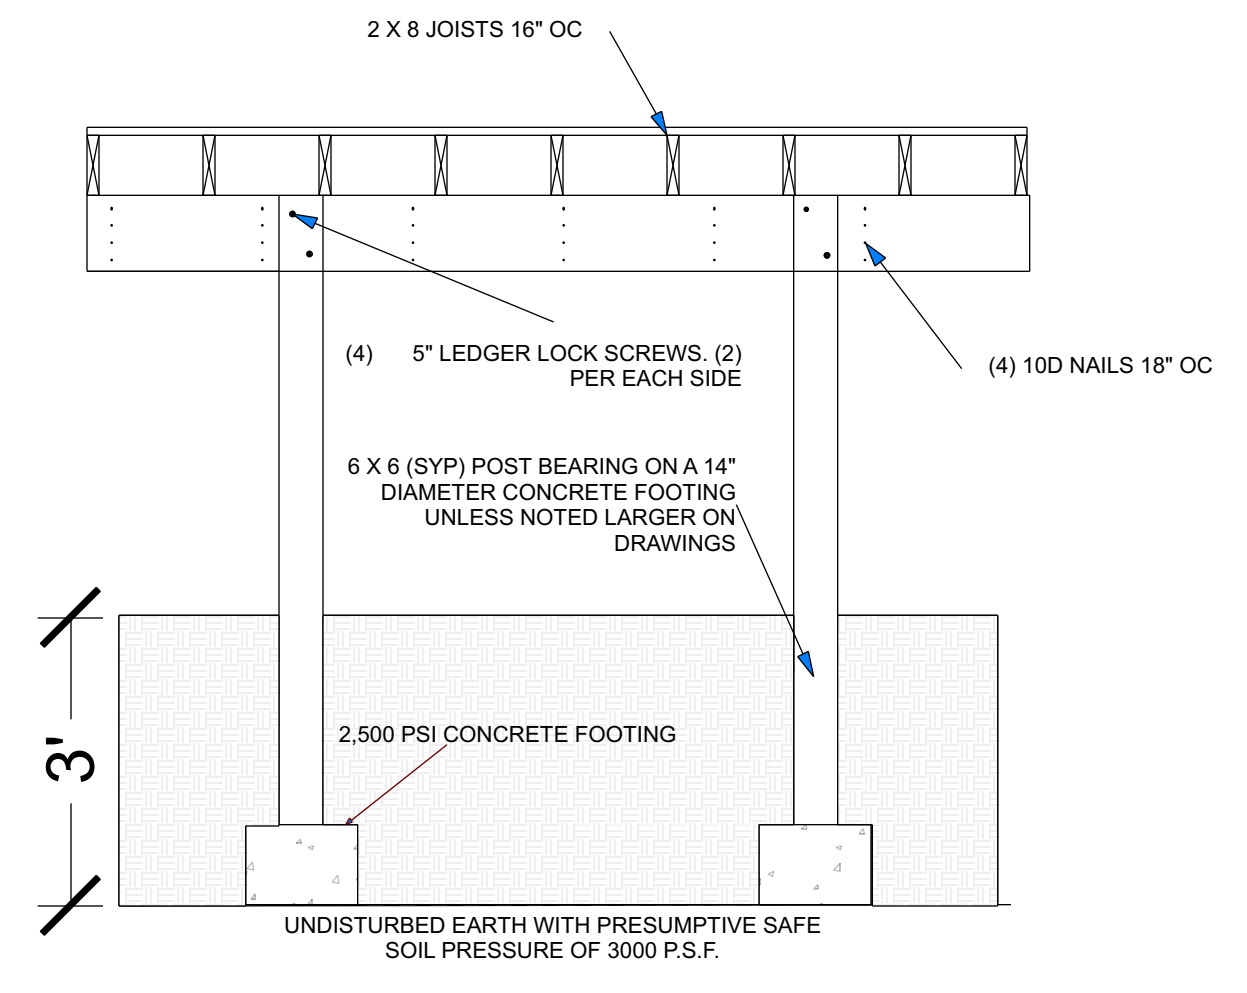 2 X 8 JOISTS 16" OC
(4) 5" LEDGER LOCK SCREWS. (2)
PER EACH SIDE
(4) 10D NAILS 18" OC
6 X 6 (SYP) POST BEARING ON A 14"
DIAMETER CONCRETE FOOTING
UNLESS NOTED LARGER ON
DRAWINGS
3'
2,500 PSI CONCRETE FOOTING
UNDISTURBED EARTH WITH PRESUMPTIVE SAFE
SOIL PRESSURE OF 3000 P.S.F.